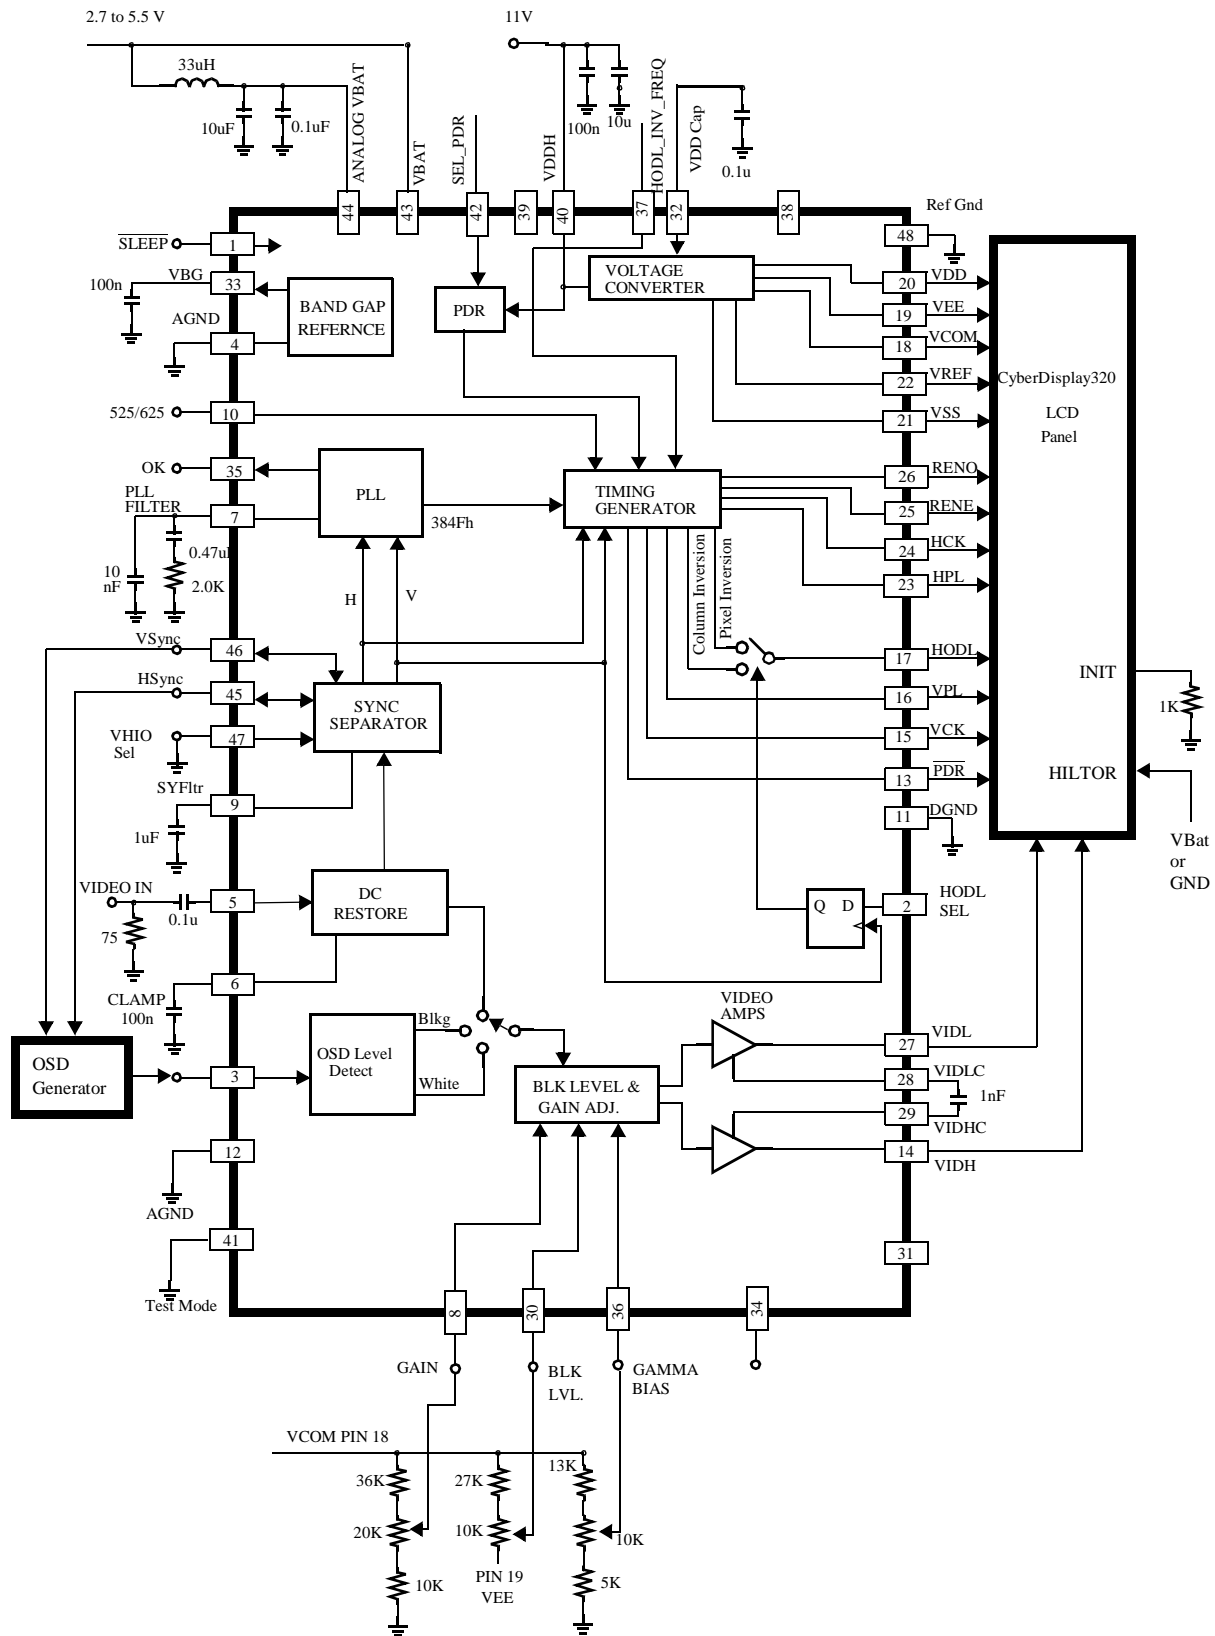 2.7 to 5.5 V
11V
33uH
10uF
0.1uF
ANALOG VBAT
VBAT
SEL_PDR
VDDH
100n
10u
HODL_INV_FREQ
VDD Cap
0.1u
44
43
42
39
40
37
32
38
Ref Gnd
48
SLEEP
1
VBG
100n
33
AGND
4
BAND GAP
REFERNCE
PDR
VOLTAGE
CONVERTER
20
VDD
19
VEE
18
VCOM
22
VREF
21
VSS
CyberDisplay320
LCD
Panel
525/625
10
OK
35
PLL
FILTER
7
10
nF
2.0K
PLL
384Fh
TIMING
GENERATOR
26
RENO
25
RENE
24
HCK
23
HPL
Column Inversion
Pixel Inversion
H
V
VSync
46
HSync
45
VHIO
Sel
47
SYNC
SEPARATOR
SYFltr
9
1uF
17
HODL
16
VPL
15
VCK
13
PDR
11
DGND
INIT
1K
HILTOR
VBat
or
GND
VIDEO IN
0.1u
75
5
DC
RESTORE
Q D
2
HODL
SEL
6
CLAMP
100n
OSD
Generator
3
OSD Level
Detect
Blkg
White
BLK LEVEL &
GAIN ADJ.
VIDEO
AMPS
27
VIDL
28
VIDLC
1nF
29
VIDHC
14
VIDH
12
AGND
41
Test Mode
31
8
30
36
34
GAIN
BLK
LVL.
GAMMA
BIAS
VCOM PIN 18
36K
27K
13K
20K
10K
10K
10K
PIN 19
VEE
5K